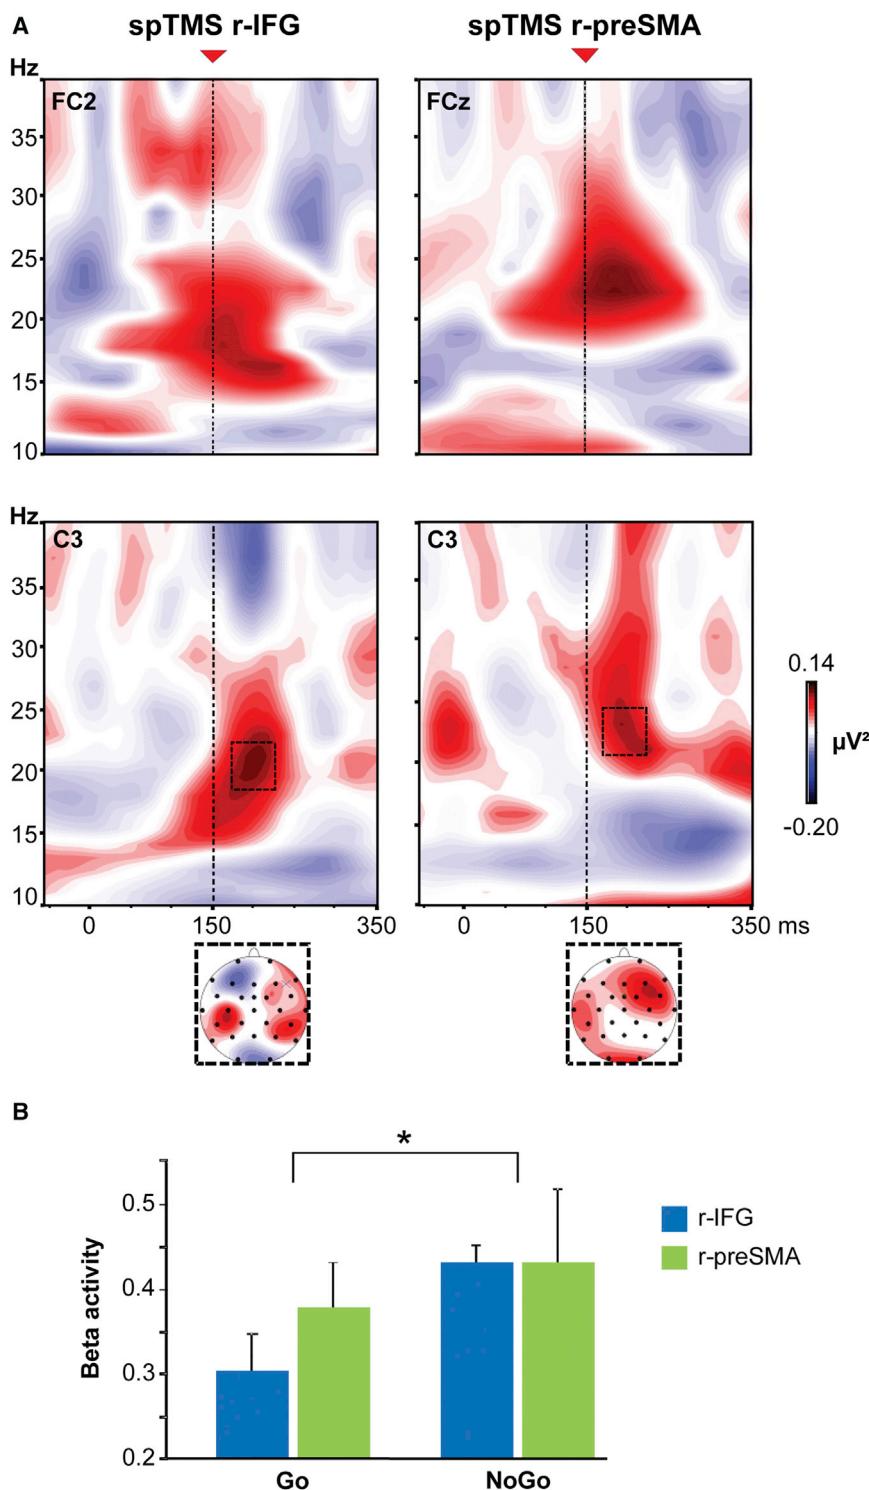 A
spTMS r-IFG
spTMS r-preSMA
Hz
FC2
FCz
35
30
25
20
15
10
Hz
C3
C3
35
30
25
20
15
10
0 150 350
0 150 350 ms
0.14
µV²
-0.20
B
*
Beta activity
0.5
0.4
0.3
0.2
Go
NoGo
r-IFG
r-preSMA